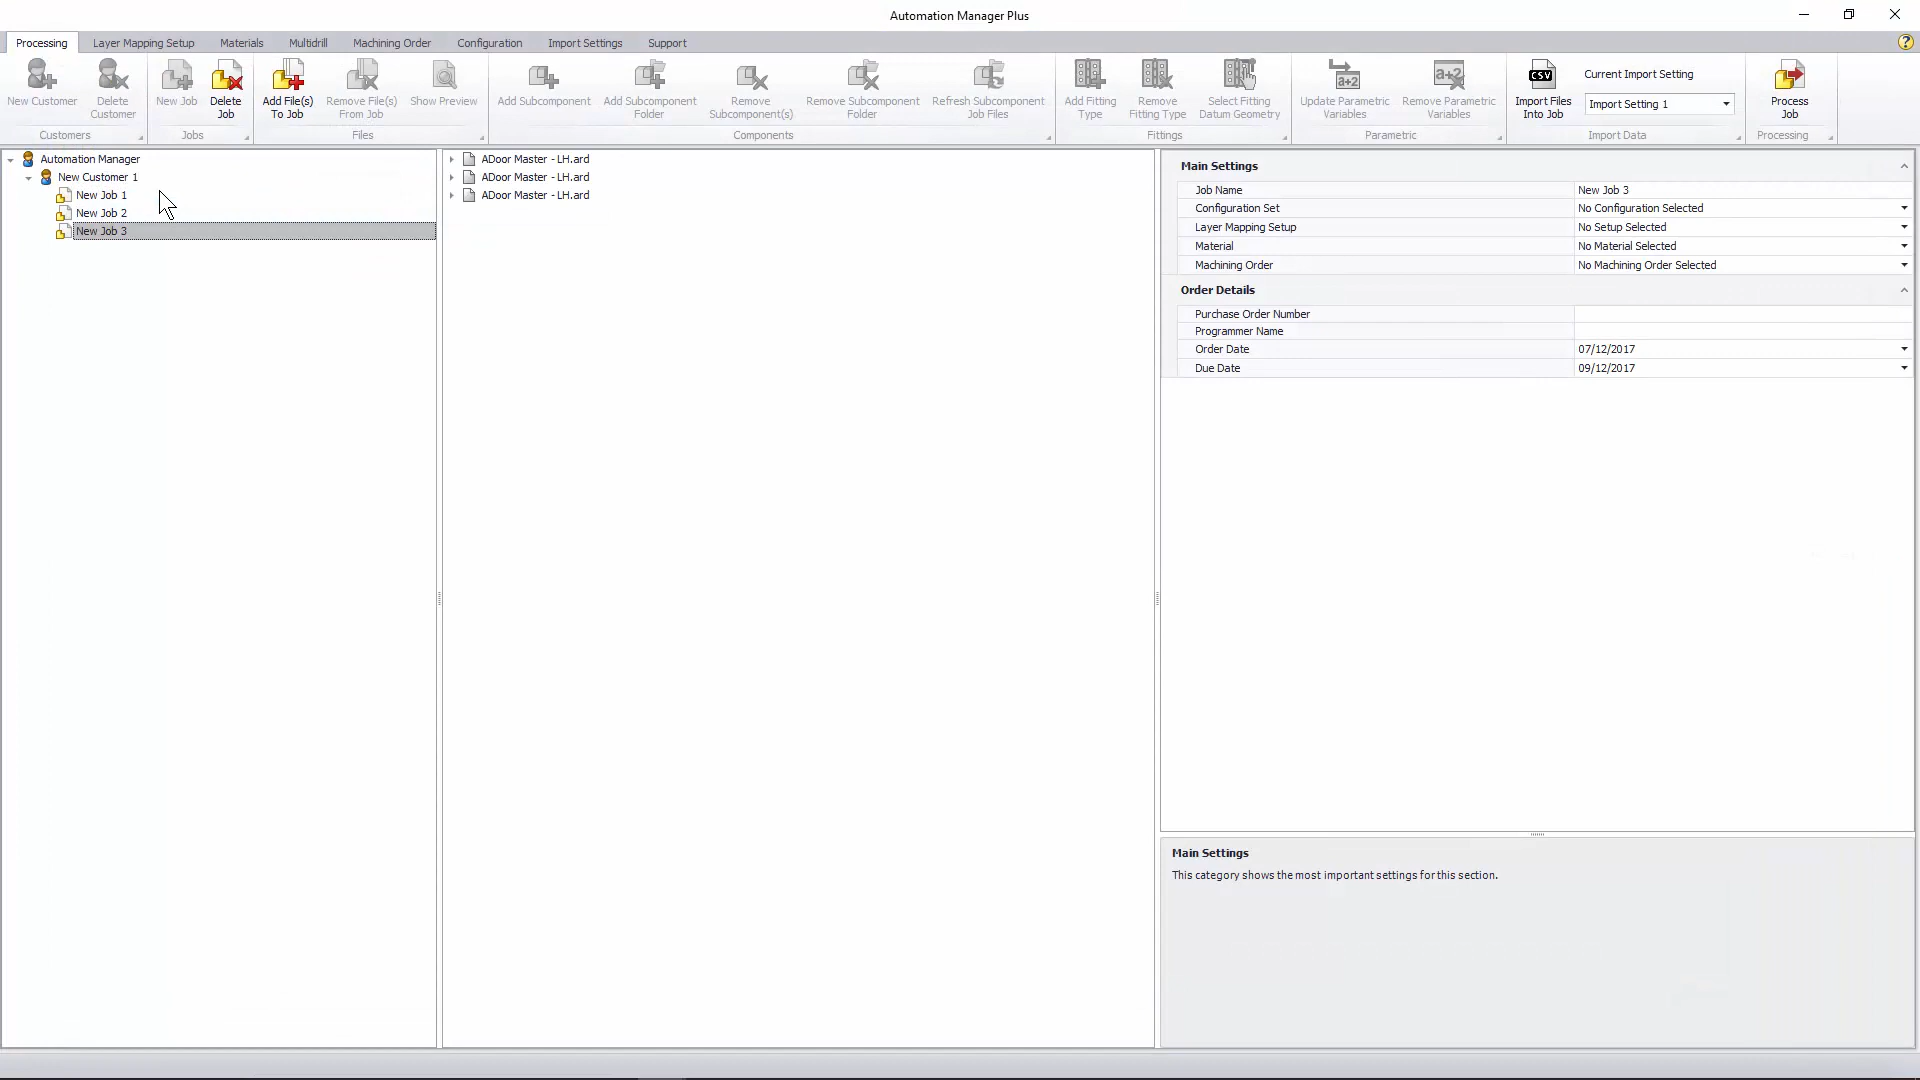 Automation Manager Plus
Processing Layer Mapping Setup Materials Multidrill Machining Order Configuration Import Settings Support
New Customer
Delete Customer
New Job
Delete Job
Add File(s) To Job
Remove File(s) From Job
Show Preview
Add Subcomponent
Add Subcomponent Folder
Remove Subcomponent(s)
Remove Subcomponent Folder
Refresh Subcomponent Job Files
Add Fitting Type
Remove Fitting Type
Select Fitting Datum Geometry
Update Parametric Variables
a+2
Remove Parametric Variables
a+2
CSV
Import Files Into Job
Current Import Setting
Import Setting 1
Process Job
Customers Jobs Files Components Fittings Parametric Import Data Processing
Automation Manager
New Customer 1
New Job 1
New Job 2
New Job 3
ADoor Master - LH.ard
ADoor Master - LH.ard
ADoor Master - LH.ard
Main Settings
Job Name New Job 3
Configuration Set No Configuration Selected
Layer Mapping Setup No Setup Selected
Material No Material Selected
Machining Order No Machining Order Selected
Order Details
Purchase Order Number
Programmer Name
Order Date 07/12/2017
Due Date 09/12/2017
Main Settings
This category shows the most important settings for this section.